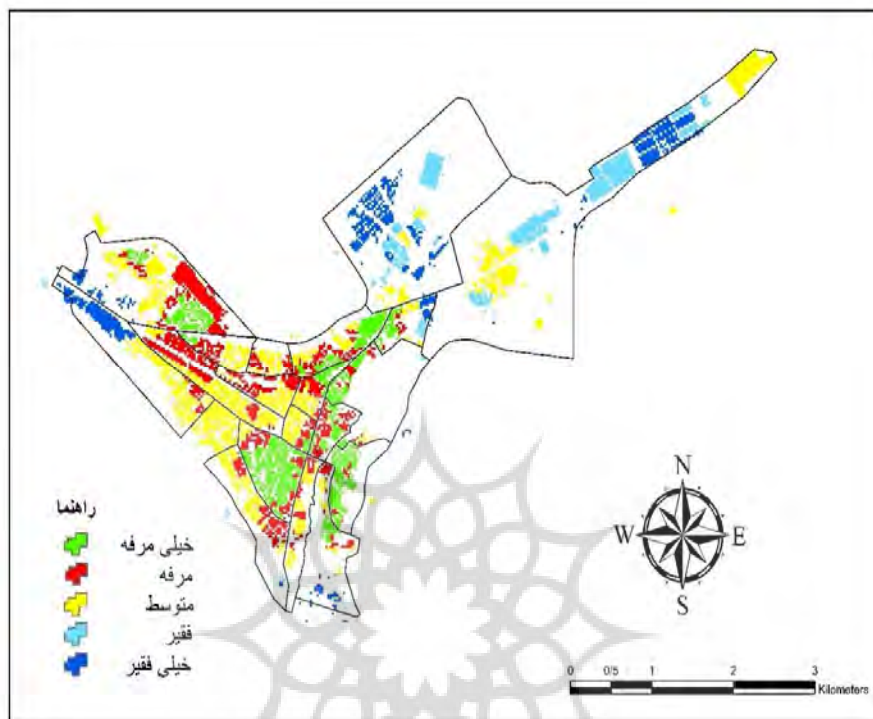 N
W E
S
راهنما
خیلی مرفه
مرفه
متوسط
فقیر
خیلی فقیر
0 0/5 1 2 3
Kilometers